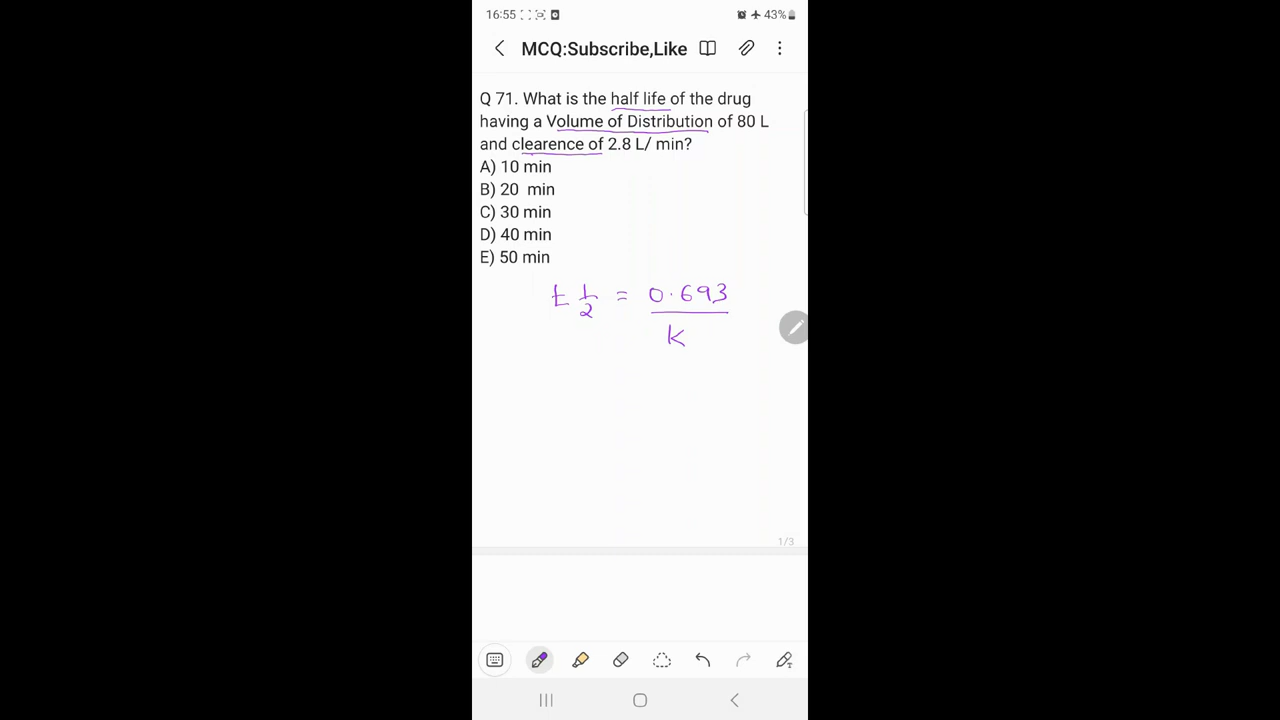 16:55 43%
MCQ:Subscribe,Like
Q 71. What is the half life of the drug
having a Volume of Distribution of 80 L
and clearence of 2.8 L/ min?
A) 10 min
B) 20 min
C) 30 min
D) 40 min
E) 50 min
t 1/2 = 0.693 / K
1/3